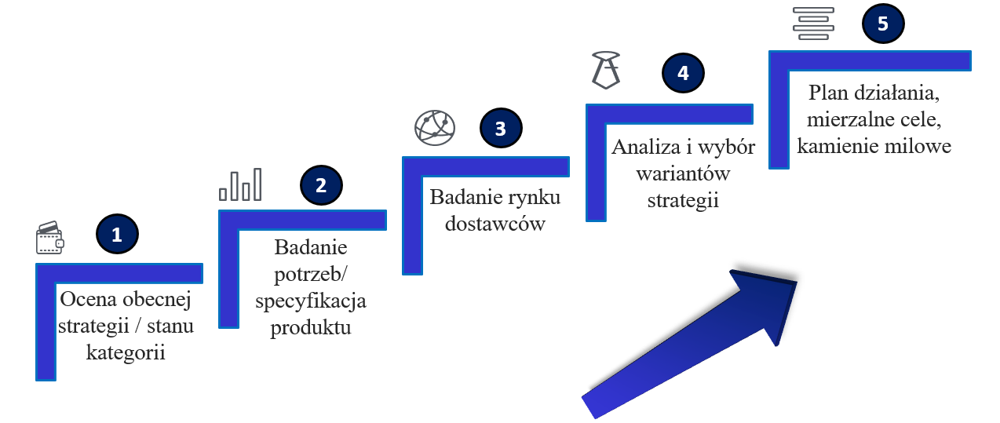 1
Ocena obecnej
strategii / stanu
kategorii
2
Badanie
potrzeb/
specyfikacja
produktu
3
Badanie rynku
dostawców
4
Analiza i wybór
wariantów
strategii
5
Plan działania,
mierzalne cele,
kamienie milowe